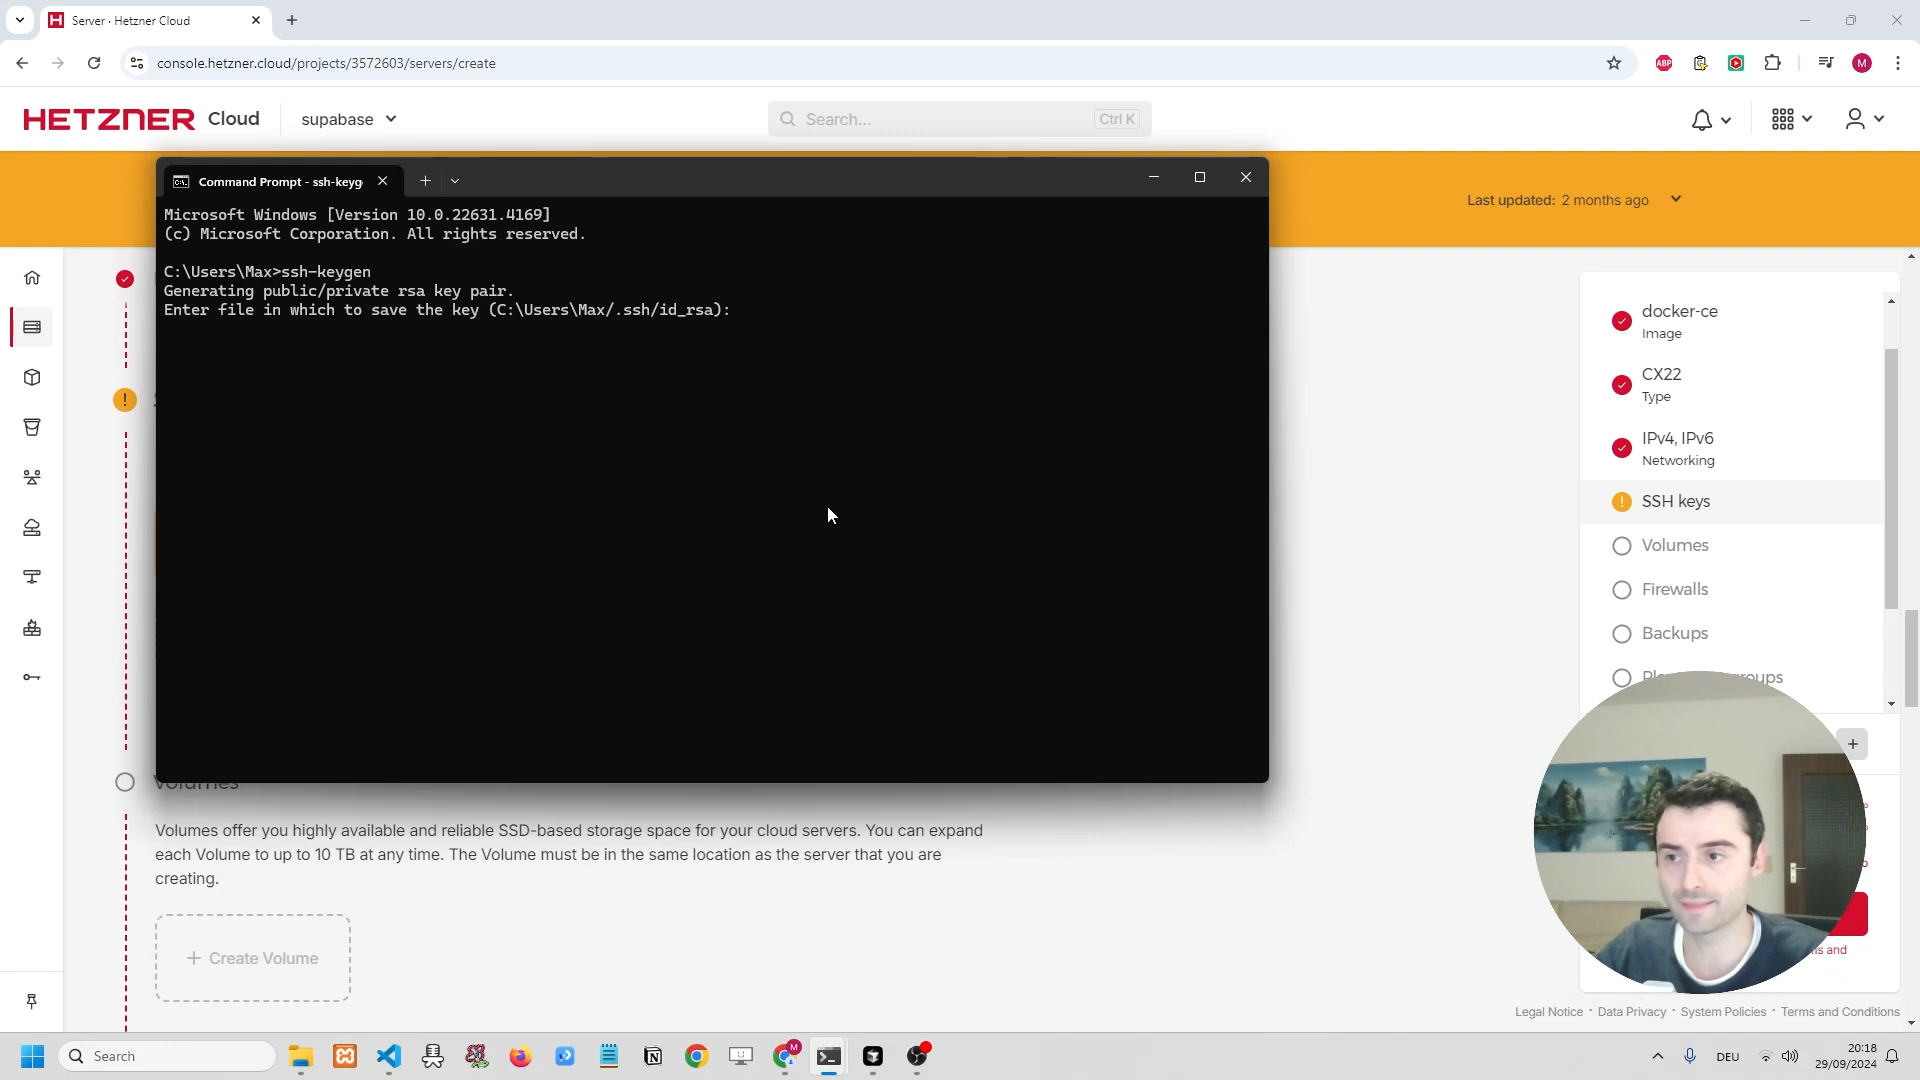 Server · Hetzner Cloud
console.hetzner.cloud/projects/3572603/servers/create
ABP
M
HETZNER Cloud
supabase
Search...
Ctrl K
Last updated: 2 months ago
Command Prompt - ssh-keyg
Microsoft Windows [Version 10.0.22631.4169]
(c) Microsoft Corporation. All rights reserved.
C:\Users\Max>ssh-keygen
Generating public/private rsa key pair.
Enter file in which to save the key (C:\Users\Max/.ssh/id_rsa):
docker-ce
Image
CX22
Type
IPv4, IPv6
Networking
SSH keys
Volumes
Firewalls
Backups
Volumes
Volumes offer you highly available and reliable SSD-based storage space for your cloud servers. You can expand
each Volume to up to 10 TB at any time. The Volume must be in the same location as the server that you are
creating.
+ Create Volume
and
Legal Notice · Data Privacy · System Policies · Terms and Conditions
Search
M
DEU
20:18
29/09/2024